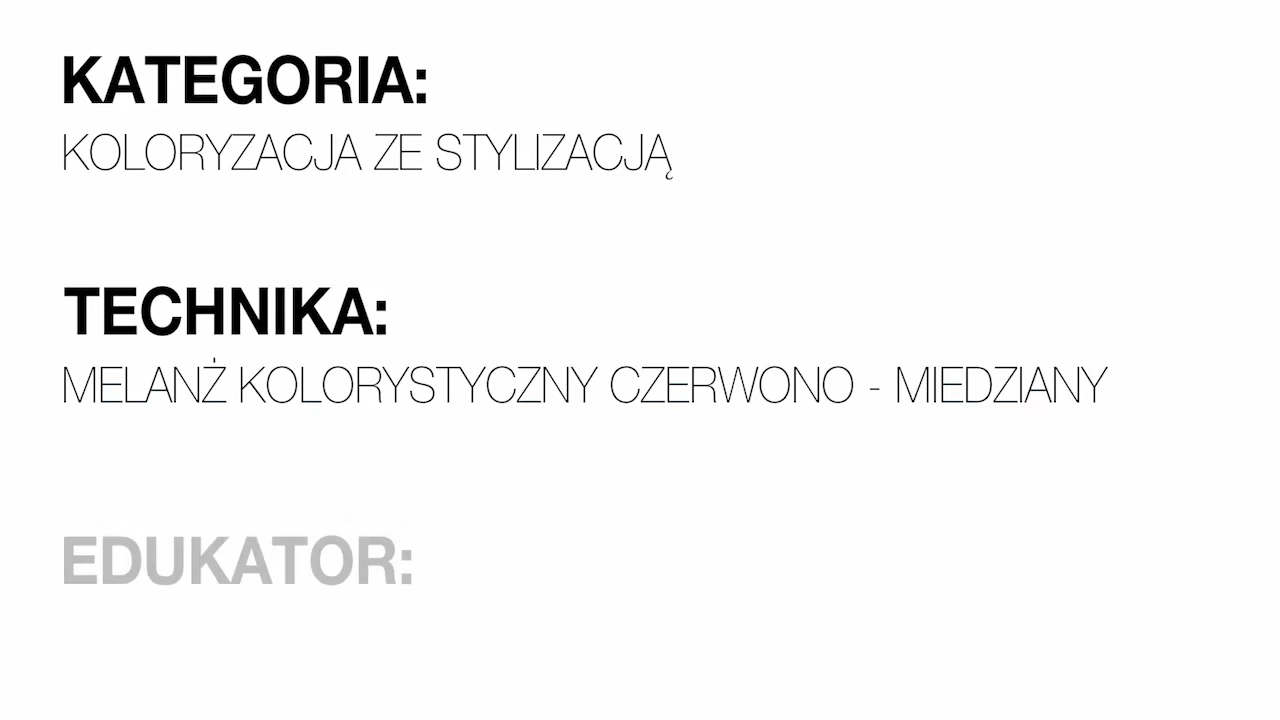 KATEGORIA:
KOLORYZACJA ZE STYLIZACJĄ
TECHNIKA:
MELANŻ KOLORYSTYCZNY CZERWONO - MIEDZIANY
EDUKATOR: